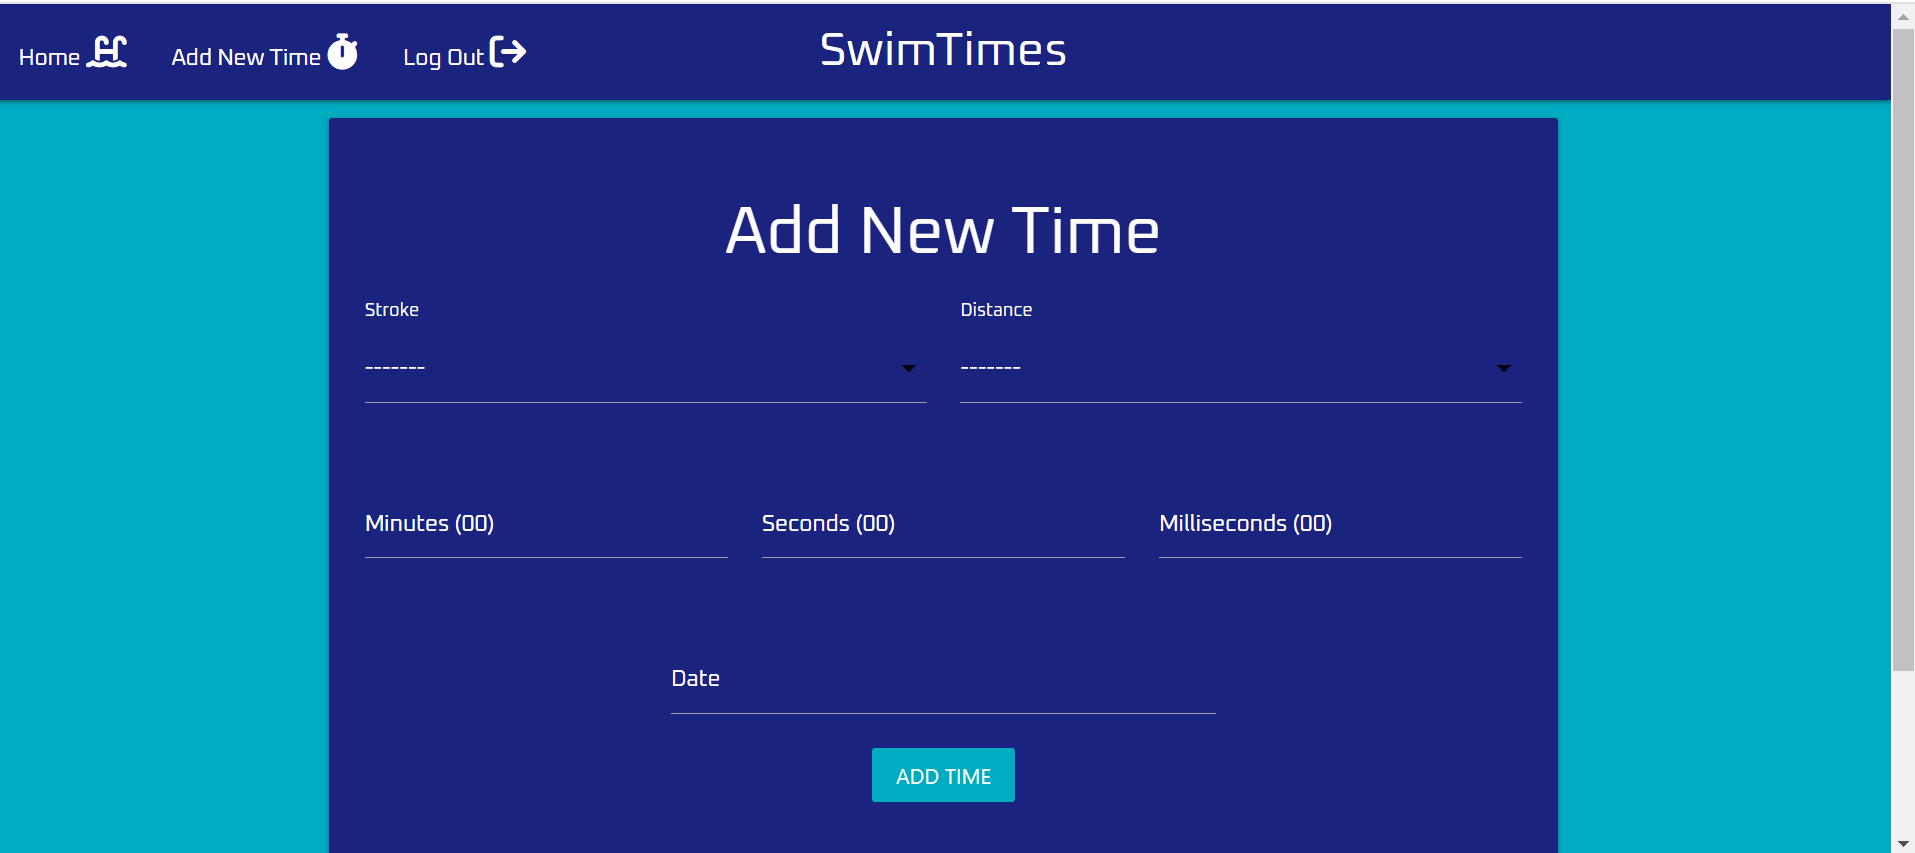 Home Add New Time Log Out SwimTimes
Add New Time
Stroke Distance
------- -------
Minutes (00) Seconds (00) Milliseconds (00)
Date
ADD TIME